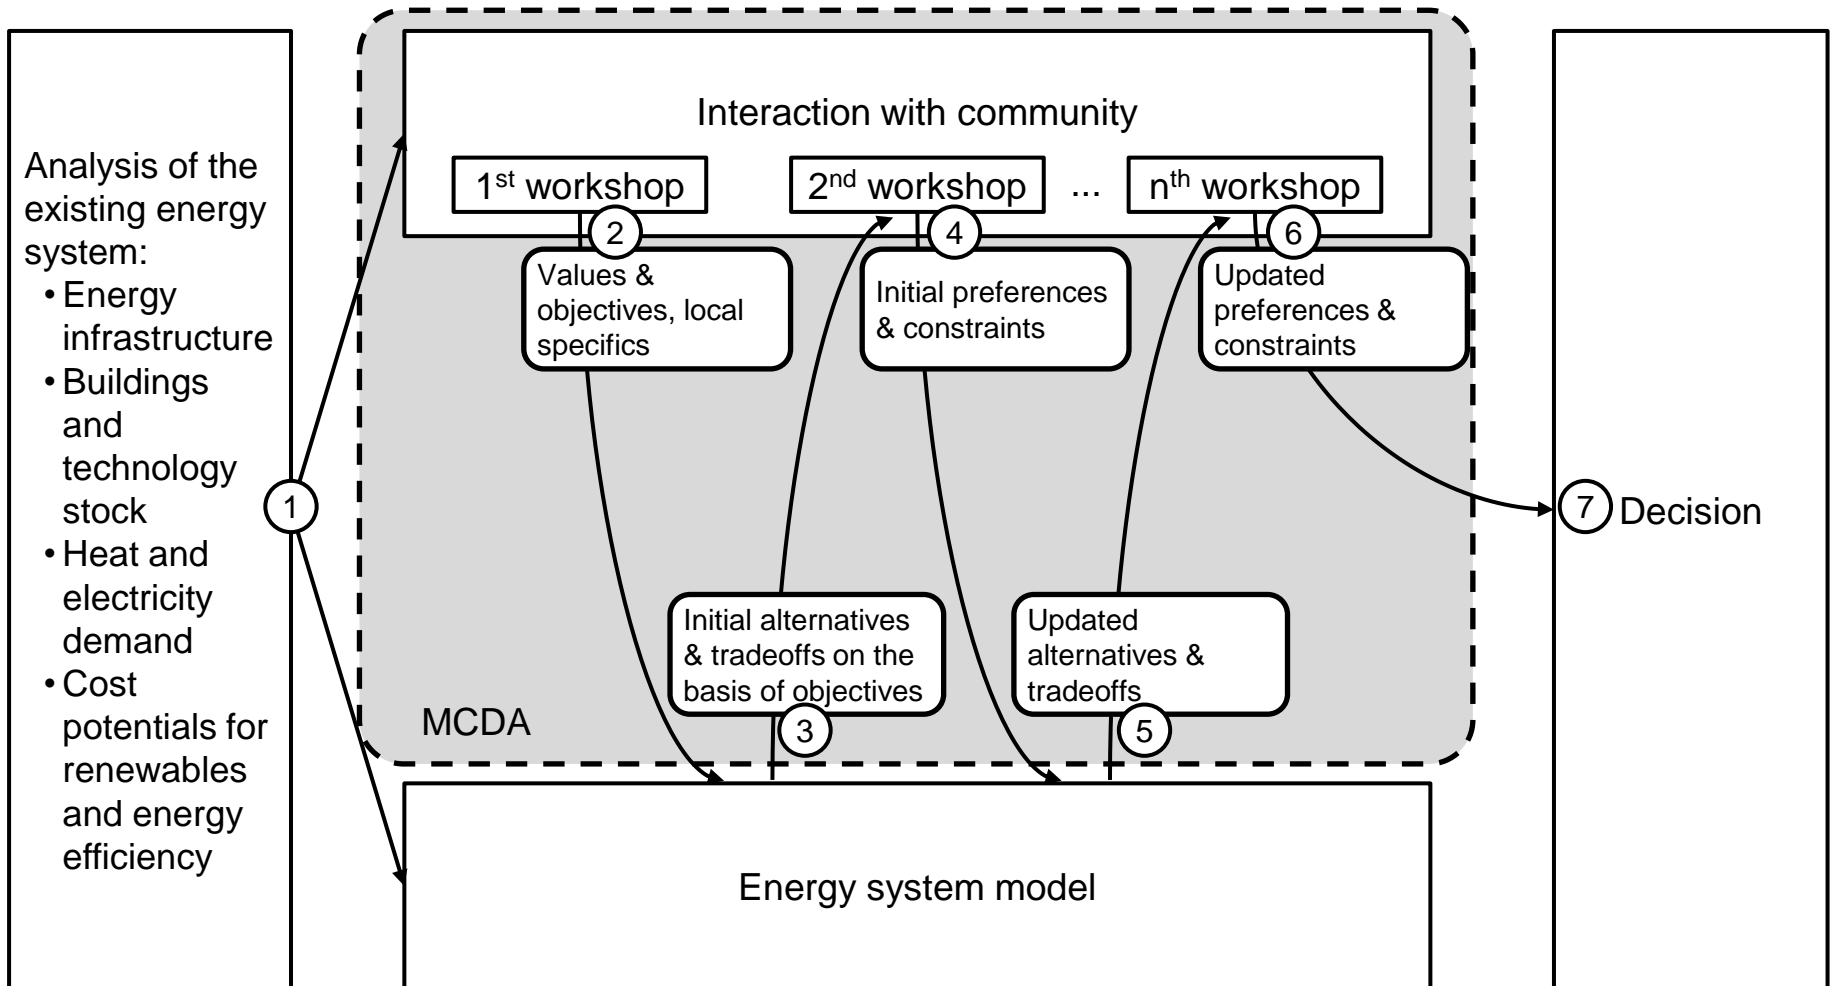 Analysis of the
existing energy
system:
• Energy
infrastructure
• Buildings
and
technology
stock
• Heat and
electricity
demand
• Cost
potentials for
renewables
and energy
efficiency
1
Interaction with community
1st workshop
2nd workshop
...
nth workshop
2
Values &
objectives, local
specifics
4
Initial preferences
& constraints
6
Updated
preferences &
constraints
Initial alternatives
& tradeoffs on the
basis of objectives
3
Updated
alternatives &
tradeoffs
5
MCDA
Energy system model
7 Decision